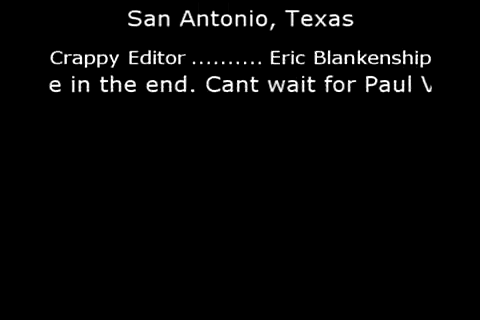 San Antonio, Texas
Crappy Editor .......... Eric Blankenship
e in the end. Cant wait for Paul